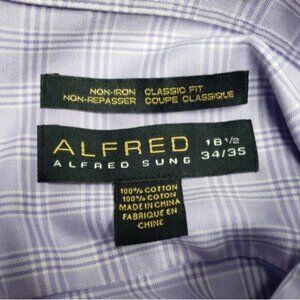 NON-IRON CLASSIC FIT
NON-REPASSER COUPE CLASSIQUE
ALFRED 18 1/2
ALFRED SUNG 34/35
100% COTTON
100% COTON
MADE IN CHINA
FABRIQUE EN
CHINE